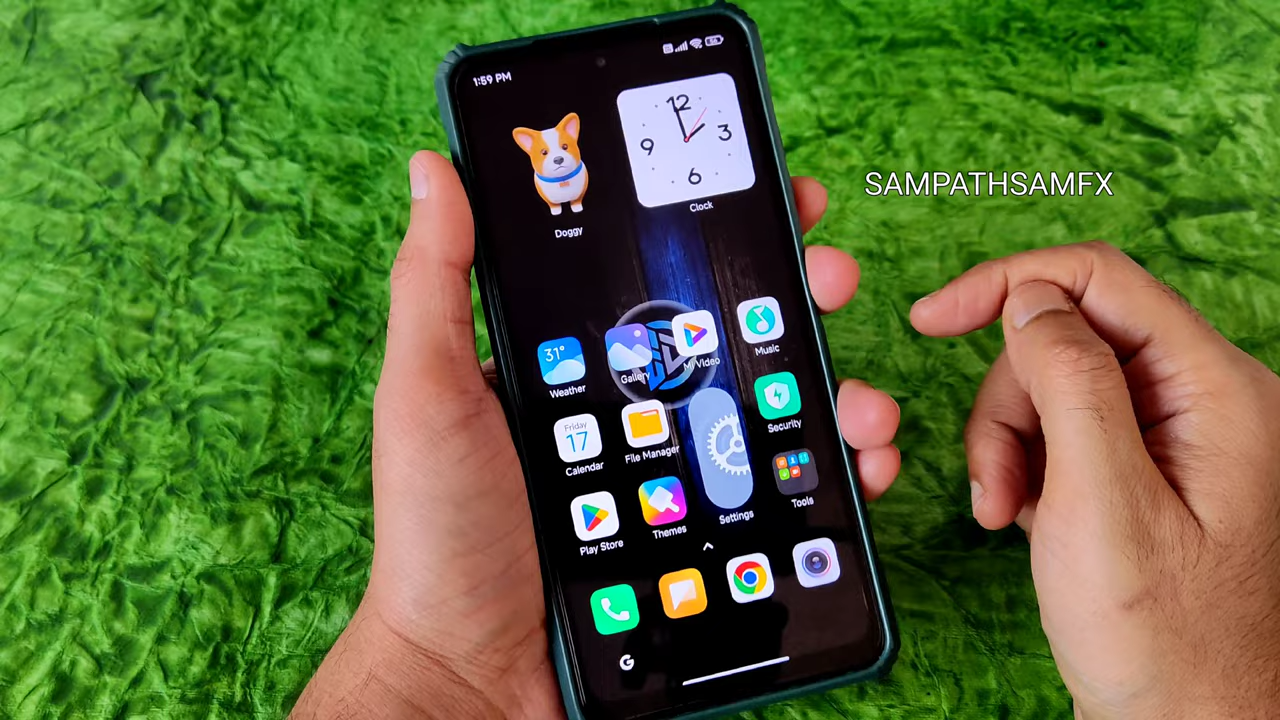 1:59 PM
12
9
3
6
Doggy
Clock
SAMPATHSAMFX
31°
Weather
Gallery
Mi Video
Music
Friday
17
Calendar
File Manager
Security
Play Store
Themes
Settings
Tools
G